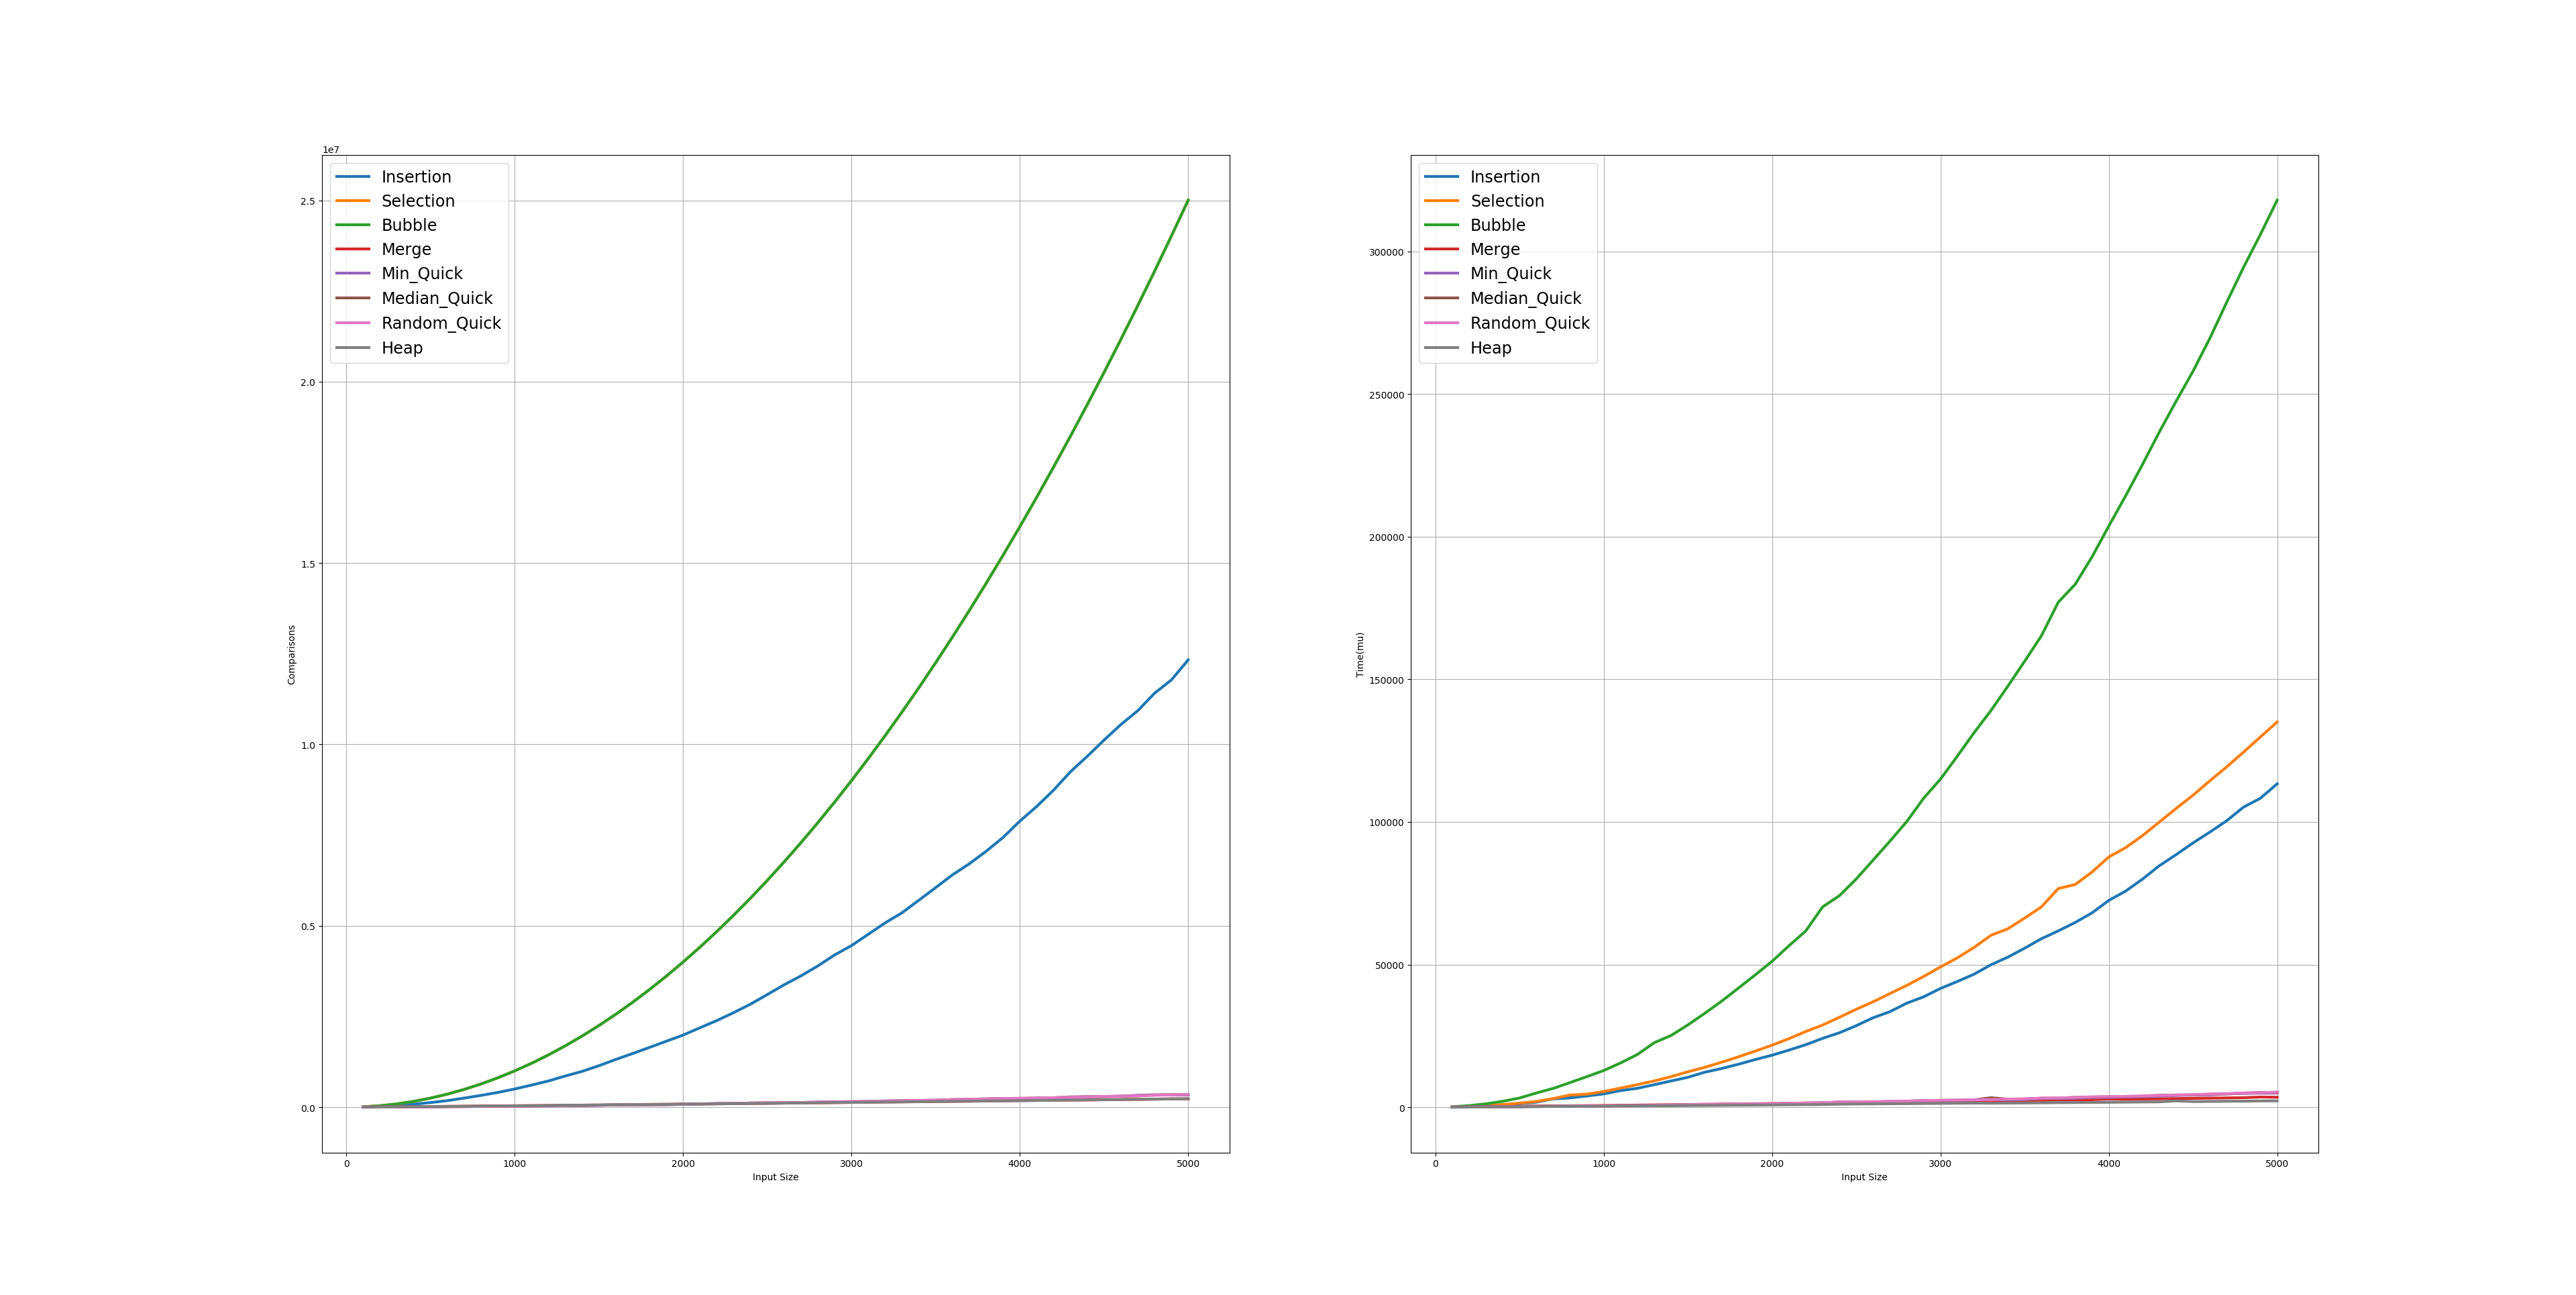 1e7
Insertion
Selection
Bubble
Merge
Min_Quick
Median_Quick
Random_Quick
Heap
2.5
2.0
1.5
1.0
0.5
0.0
Comparisons
0 1000 2000 3000 4000 5000
Input Size
Insertion
Selection
Bubble
Merge
Min_Quick
Median_Quick
Random_Quick
Heap
300000
250000
200000
150000
100000
50000
0
Time(mu)
0 1000 2000 3000 4000 5000
Input Size